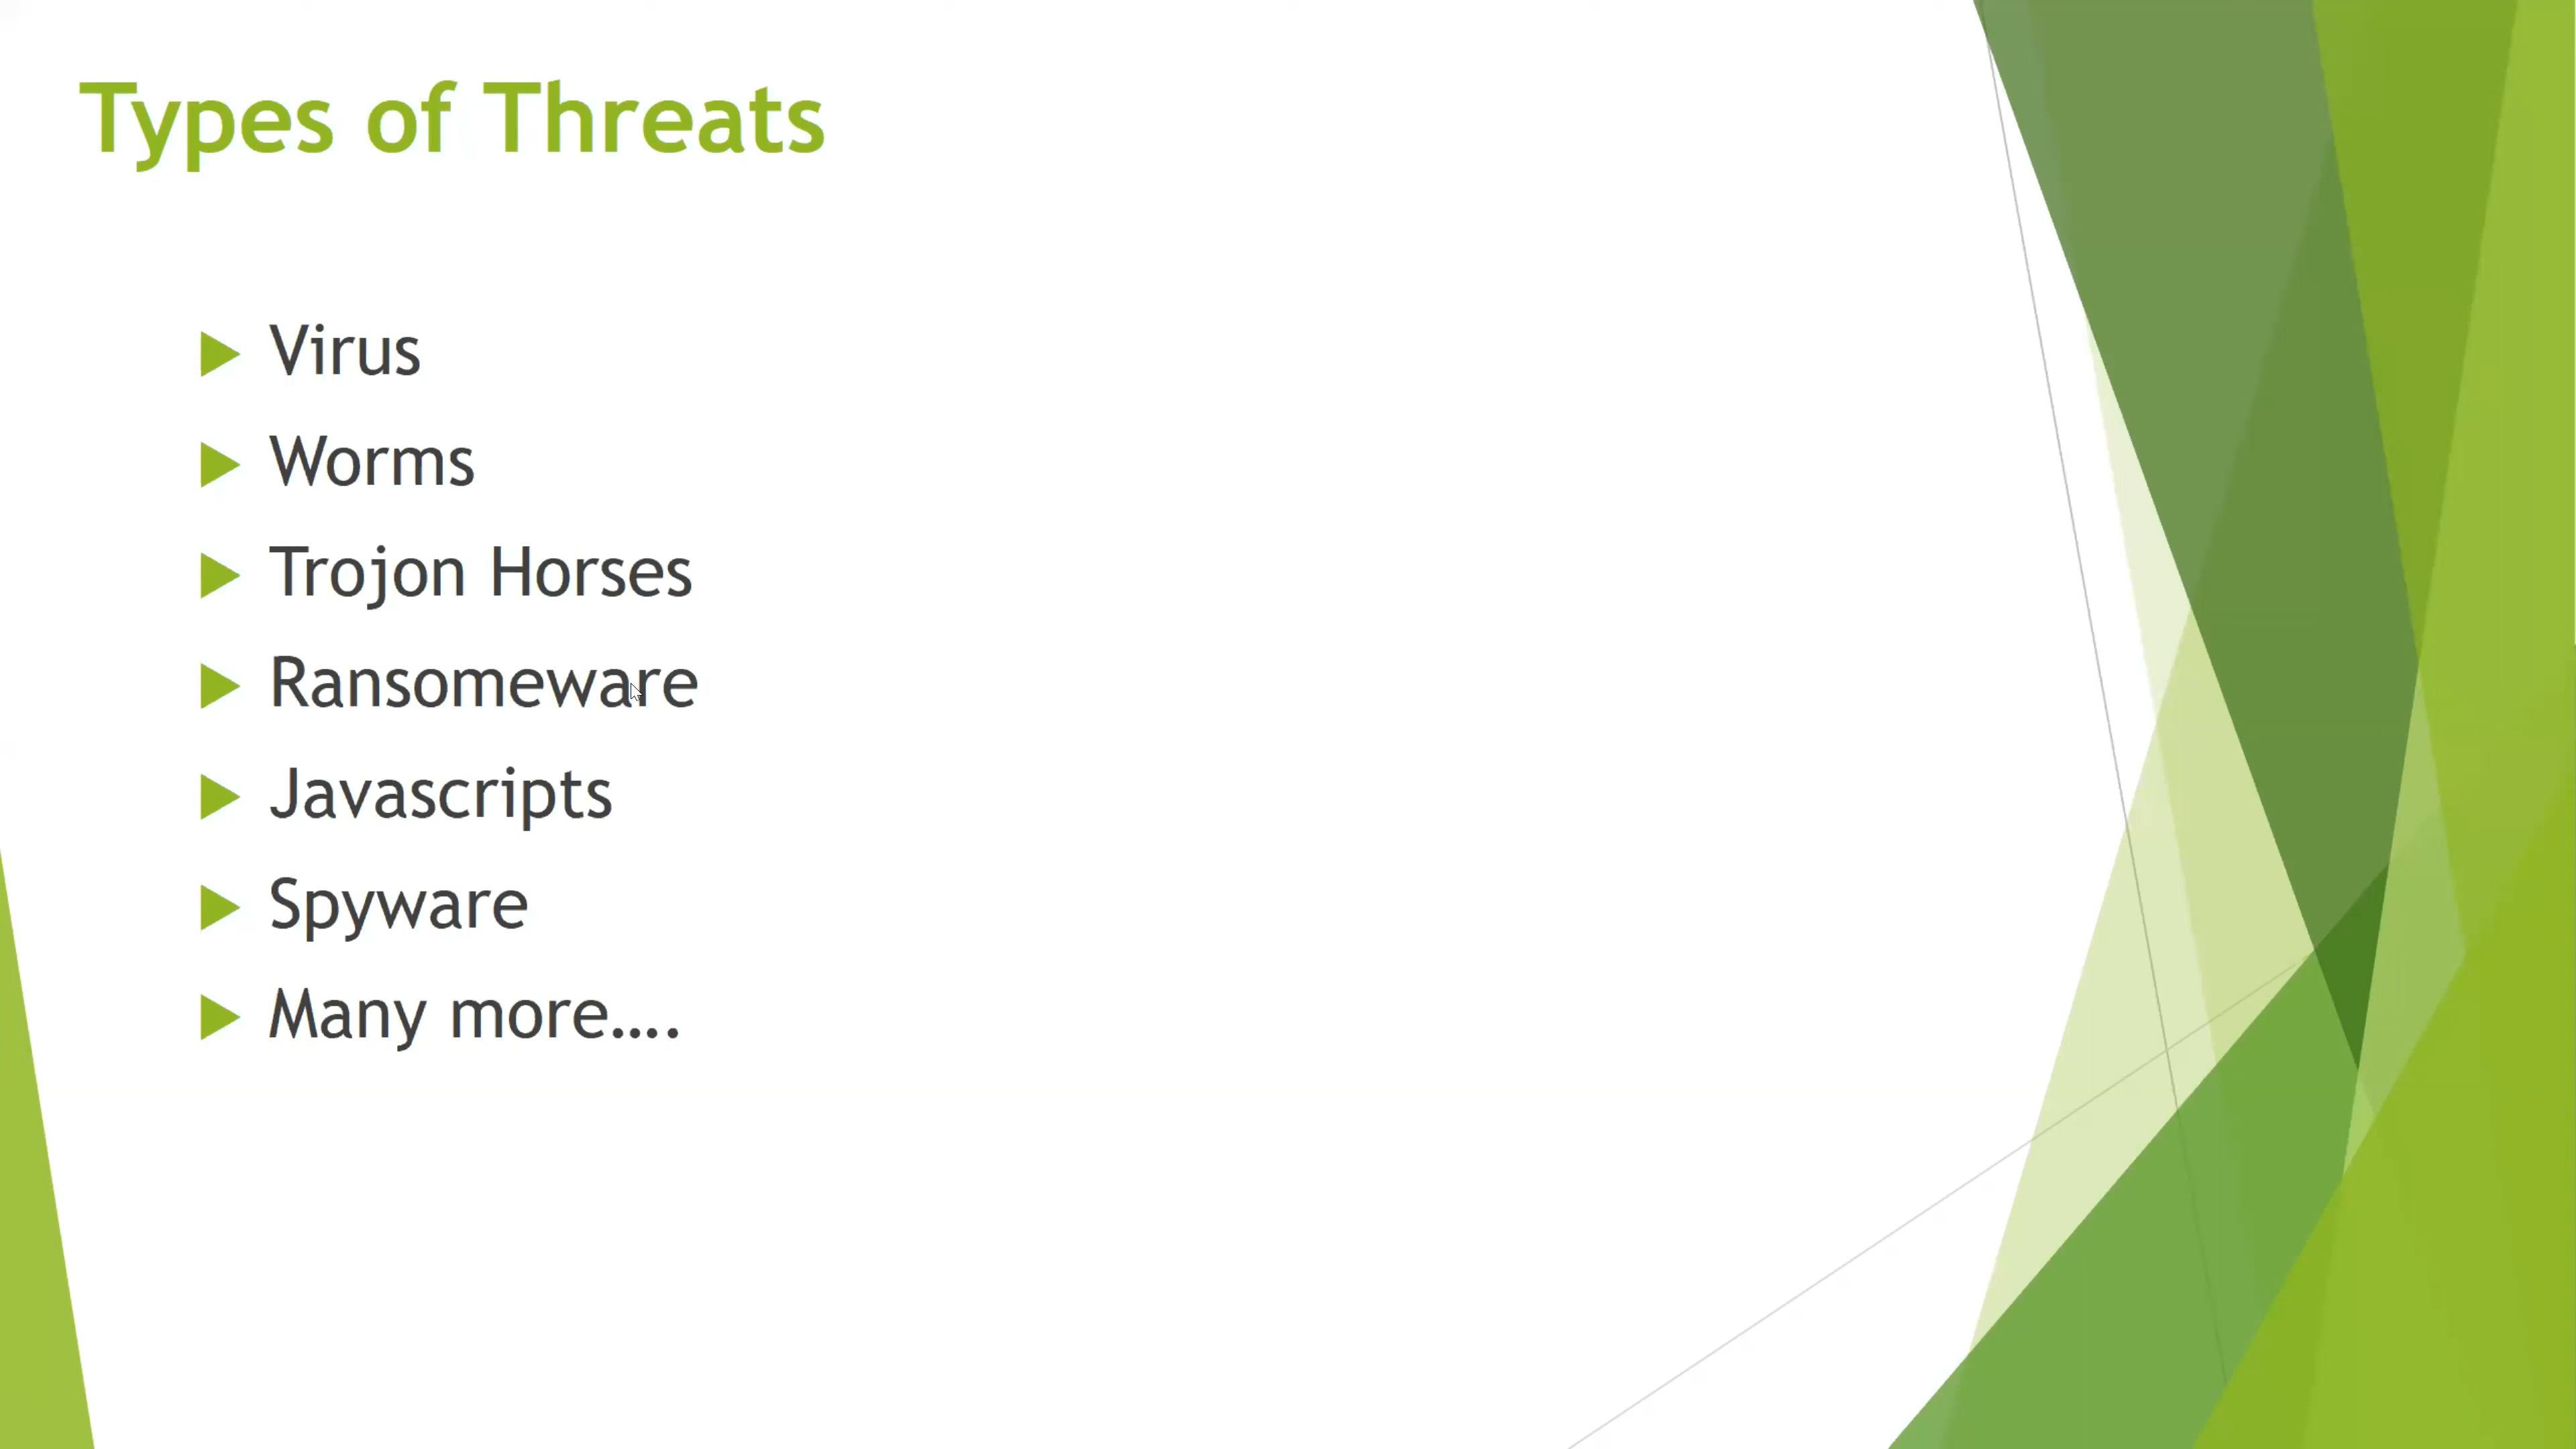 Types of Threats
Virus
Worms
Trojon Horses
Ransomeware
Javascripts
Spyware
Many more....